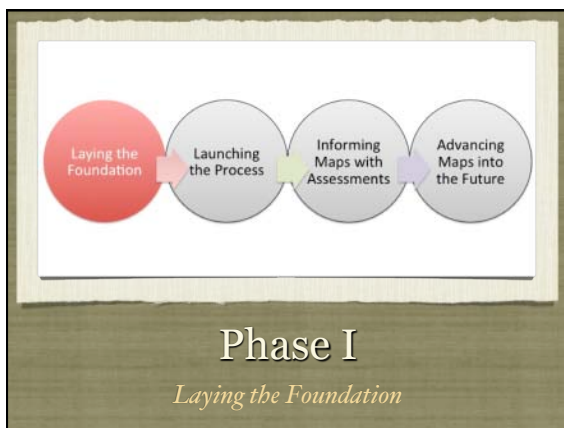 Laying the
Foundation
Launching
the Process
Informing
Maps with
Assessments
Advancing
Maps into
the Future
Phase I
Laying the Foundation